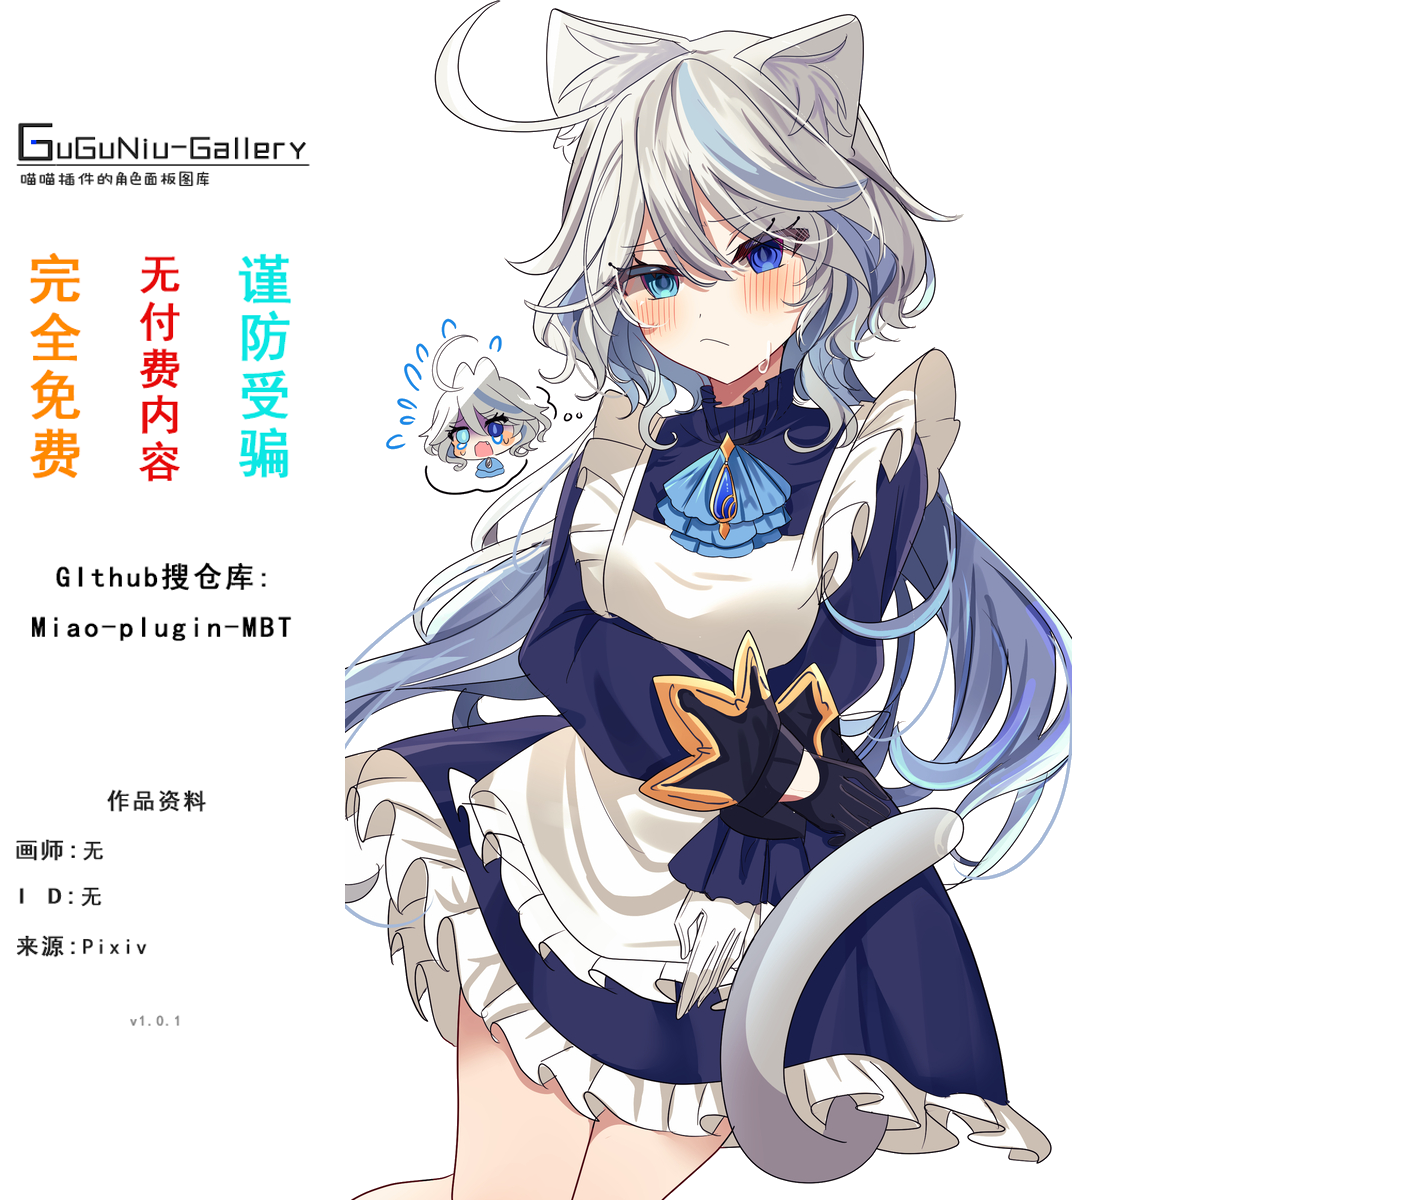 GuGuNiu-Gallery
喵喵插件的角色面板图库
完全免费
无付费内容
谨防受骗
GIthub搜仓库:
Miao-plugin-MBT
作品资料
画师:无
I D:无
来源:Pixiv
v1.0.1